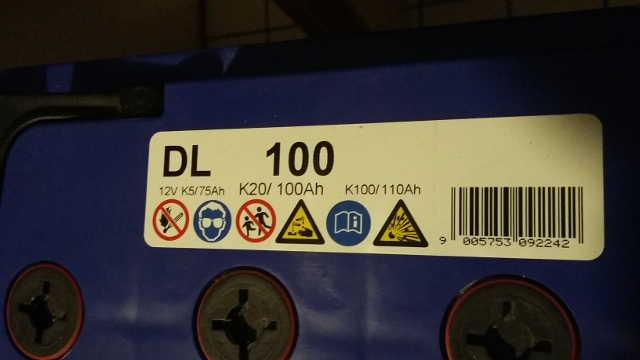 DL 100
12V K5/75Ah K20/100Ah K100/110Ah
9 005753 092242